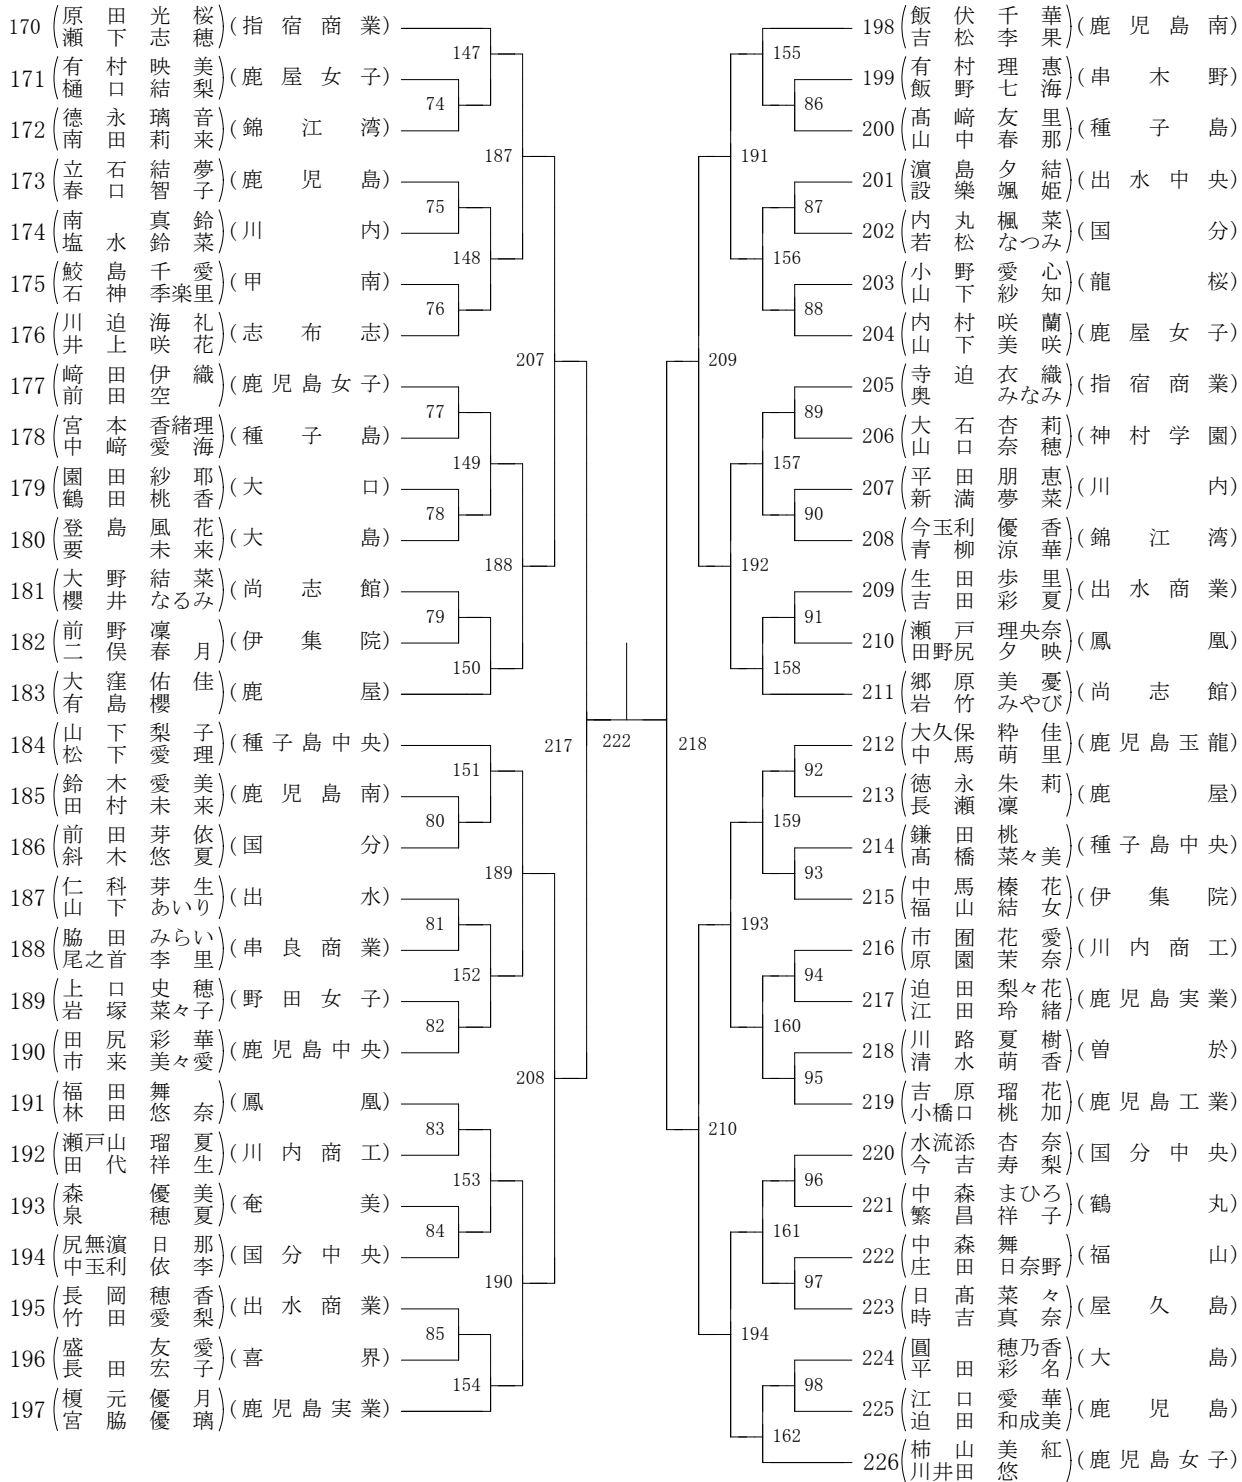 170 (原田光桜 瀬下志穂)(指宿商業)
171 (有村映美 樋口結梨)(鹿屋女子)
172 (徳永璃音 南田莉来)(錦江湾)
173 (立石結夢 春口智子)(鹿児島)
174 (南真鈴 塩水鈴菜)(川内)
175 (鮫島千愛 石神季楽里)(甲南)
176 (川迫海礼 井上咲花)(志布志)
177 (﨑田伊織 前田空)(鹿児島女子)
178 (宮本香緒理 中﨑愛海)(種子島)
179 (園田紗耶 鶴田桃香)(大口)
180 (登島風花 要未来)(大島)
181 (大野結菜 櫻井なるみ)(尚志館)
182 (前野凜 二俣春月)(伊集院)
183 (大窪佑佳 有島櫻)(鹿屋)
184 (山下梨子 松下愛理)(種子島中央)
185 (鈴木愛美 田村未来)(鹿児島南)
186 (前田芽依 斜木悠夏)(国分)
187 (仁科芽生 山下あいり)(出水)
188 (脇田みらい 尾之首李里)(串良商業)
189 (上口史穂 岩塚菜々子)(野田女子)
190 (田尻彩華 市来美々愛)(鹿児島中央)
191 (福田舞 林田悠奈)(鳳凰)
192 (瀬戸山瑠夏 田代祥生)(川内商工)
193 (森優美 泉穂夏)(奄美)
194 (尻無濵日那 中玉利依李)(国分中央)
195 (長岡穂香 竹田愛梨)(出水商業)
196 (盛友愛 長田宏子)(喜界)
197 (榎元優月 宮脇優璃)(鹿児島実業)
147
74
187
75
148
76
207
77
149
78
188
79
150
217
222
218
151
80
189
81
152
82
208
83
153
84
190
85
154
155
86
191
87
156
88
209
89
157
90
192
91
158
92
159
93
193
94
160
95
210
96
161
97
194
98
162
198 (飯伏千華 吉松李果)(鹿児島南)
199 (有村理恵 飯野七海)(串木野)
200 (髙﨑友里 山中春那)(種子島)
201 (濵島夕結 設樂颯姫)(出水中央)
202 (内丸楓菜 若松なつみ)(国分)
203 (小野愛心 山下紗知)(龍桜)
204 (内村咲蘭 山下美咲)(鹿屋女子)
205 (寺迫衣織 奥みなみ)(指宿商業)
206 (大石杏莉 山口奈穂)(神村学園)
207 (平田朋恵 新満夢菜)(川内)
208 (今玉利優香 青柳涼華)(錦江湾)
209 (生田歩里 吉田彩夏)(出水商業)
210 (瀬戸理央奈 田野尻夕映)(鳳凰)
211 (郷原美憂 岩竹みやび)(尚志館)
212 (大久保粋佳 中馬萌里)(鹿児島玉龍)
213 (徳永朱莉 長瀬凜)(鹿屋)
214 (鎌田桃 髙橋菜々美)(種子島中央)
215 (中馬榛花 福山結女)(伊集院)
216 (市囿花愛 原園茉奈)(川内商工)
217 (迫田梨々花 江田玲緒)(鹿児島実業)
218 (川路夏樹 清水萌香)(曽於)
219 (吉原瑠花 小橋口桃加)(鹿児島工業)
220 (水流添杏奈 今吉寿梨)(国分中央)
221 (中森まひろ 繁昌祥子)(鶴丸)
222 (中森舞 庄田日奈野)(福山)
223 (日髙菜々 時吉真奈)(屋久島)
224 (圓穂乃香 平田彩名)(大島)
225 (江口愛華 迫田和成美)(鹿児島)
226 (柿山美紅 川井田悠)(鹿児島女子)